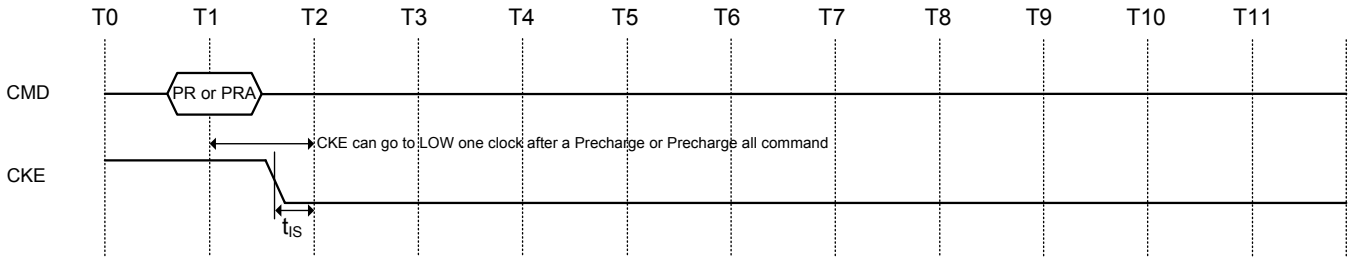 T0 T1 T2 T3 T4 T5 T6 T7 T8 T9 T10 T11
CMD PR or PRA
CKE can go to LOW one clock after a Precharge or Precharge all command
CKE
tIS